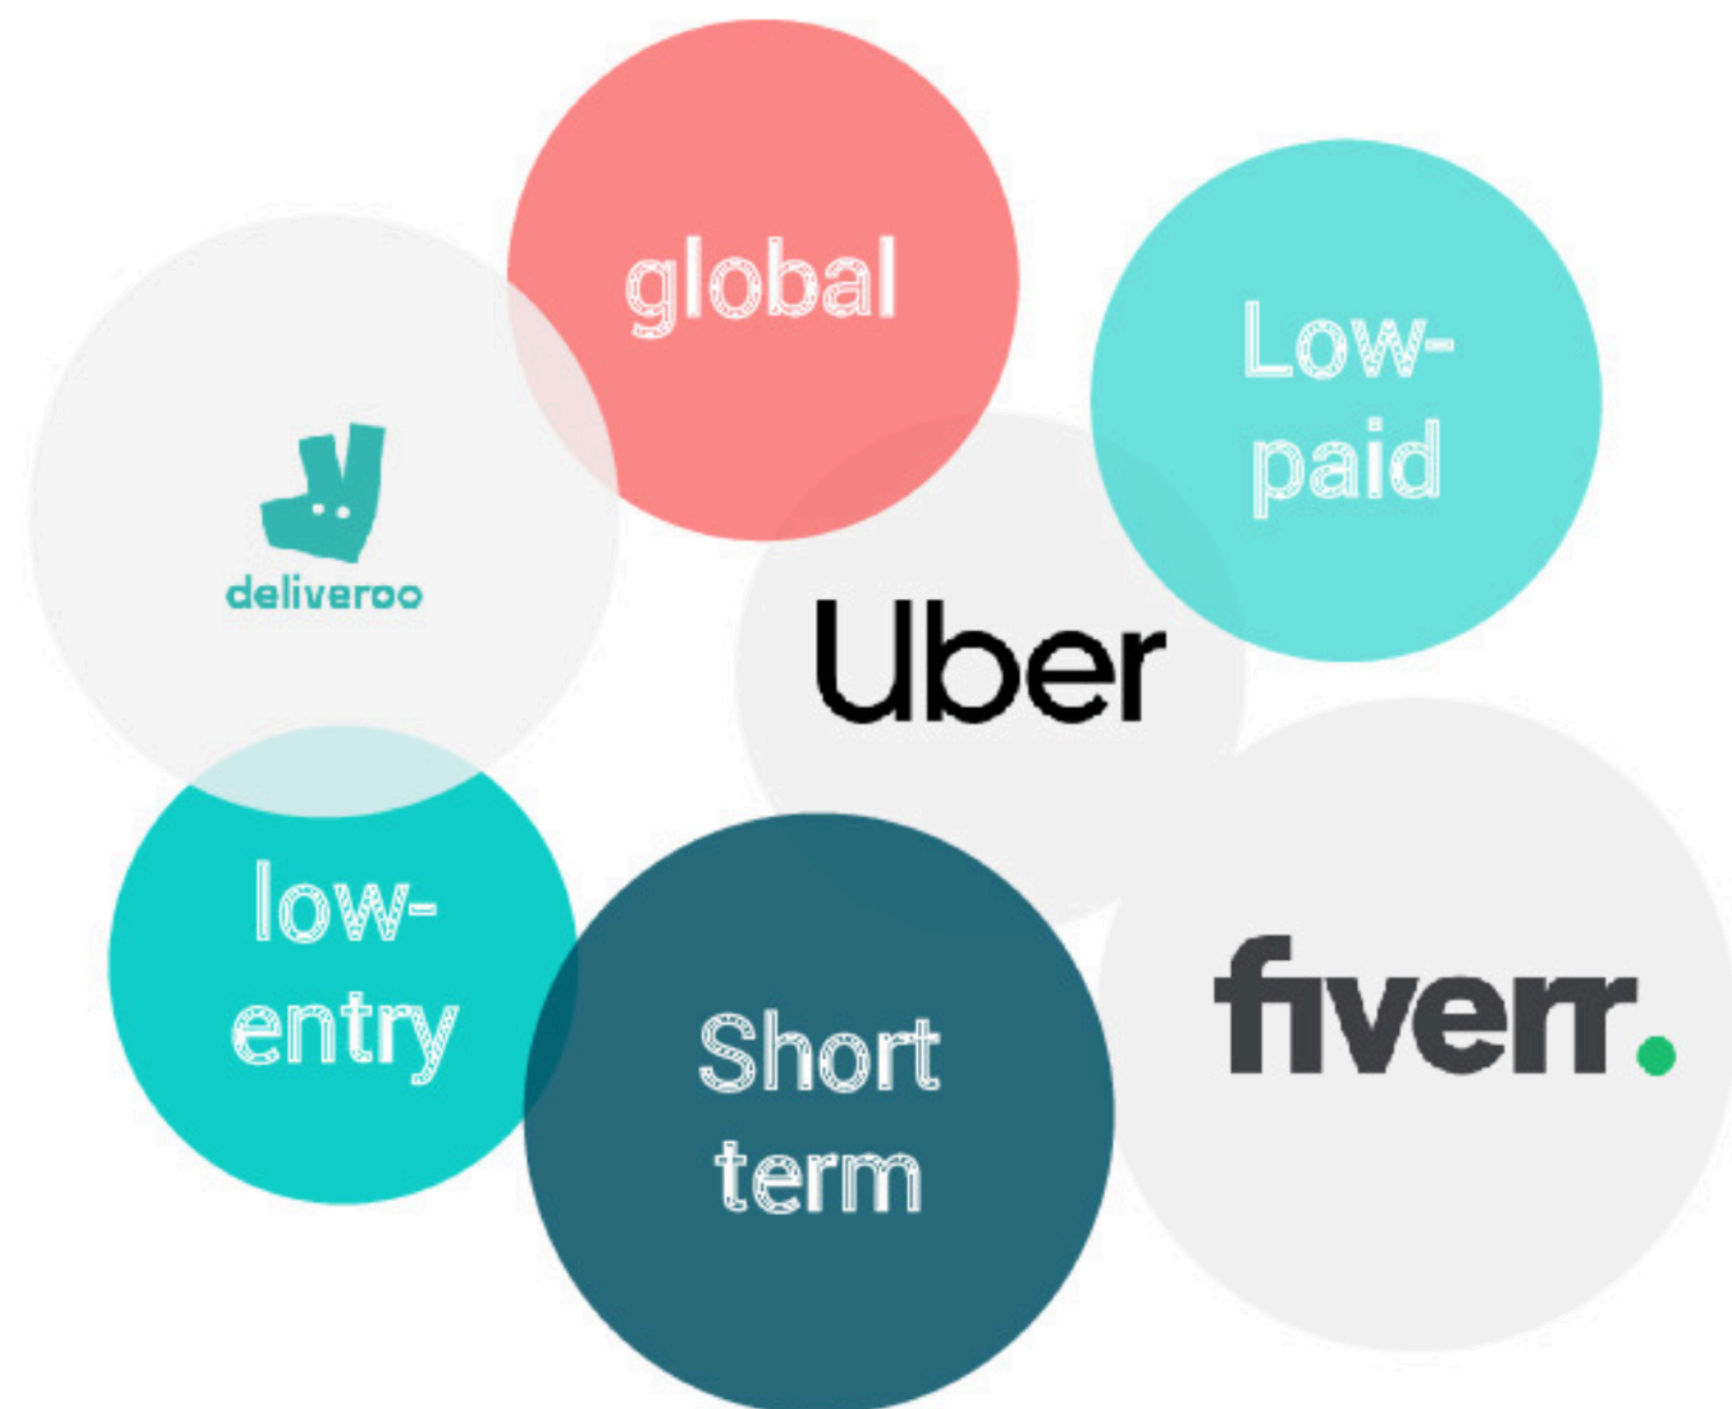 global
Low-
paid
deliveroo
Uber
low-
entry
fiverr.
Short
term